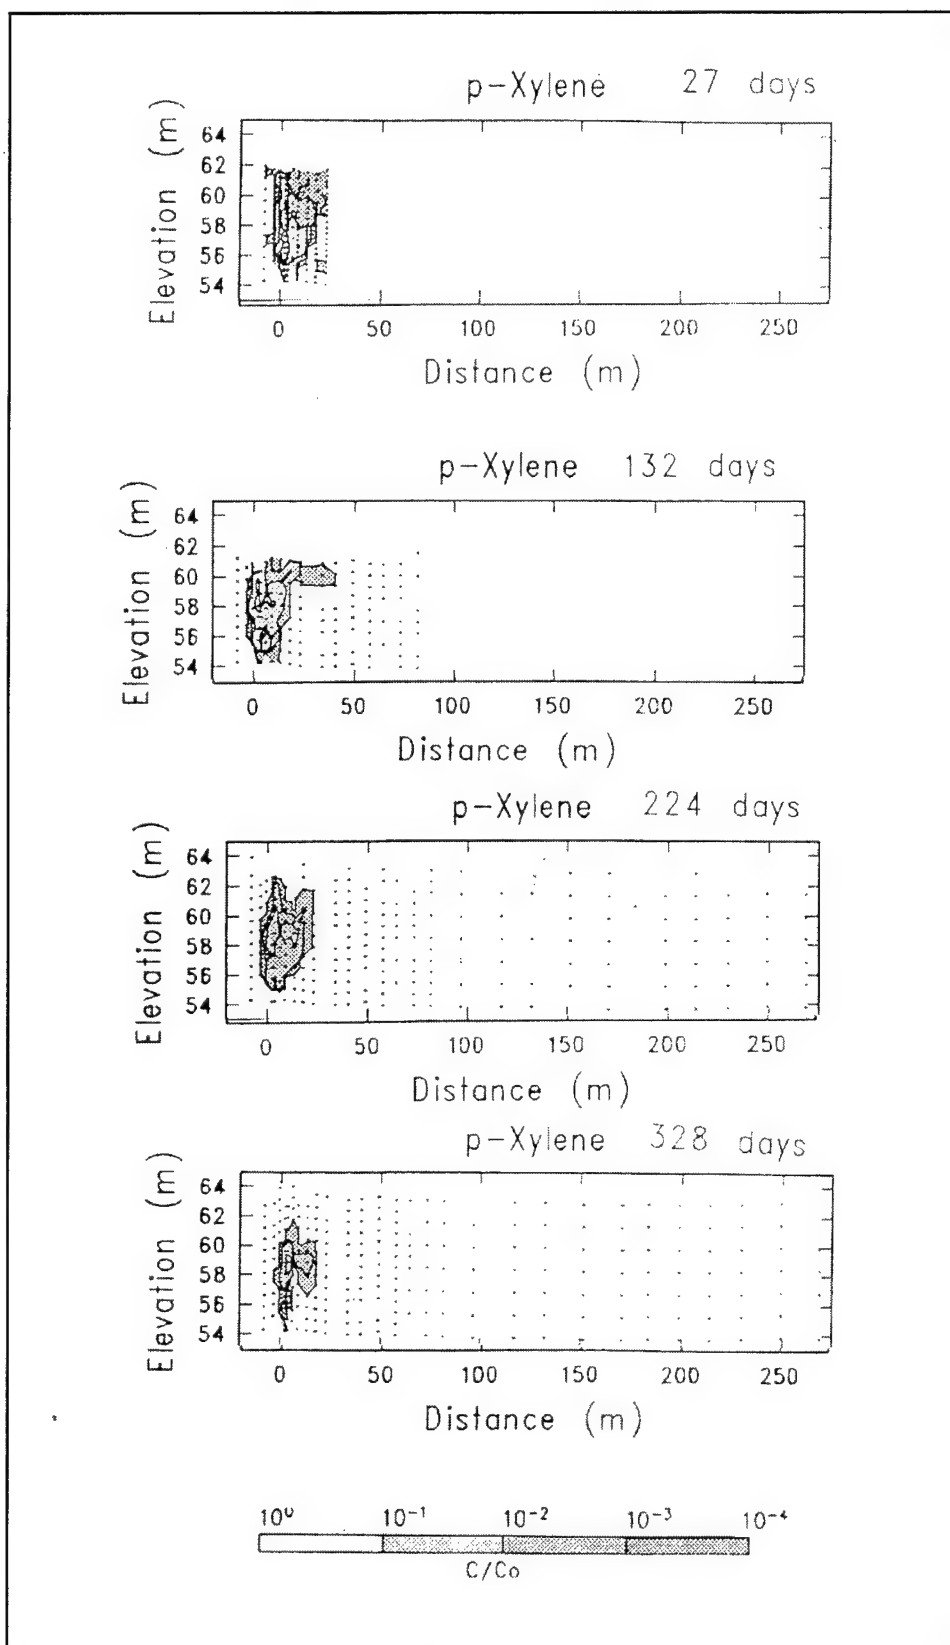 p-Xylene 27 days
Elevation (m)
64
62
60
58
56
54
0 50 100 150 200 250
Distance (m)
p-Xylene 132 days
Elevation (m)
64
62
60
58
56
54
0 50 100 150 200 250
Distance (m)
p-Xylene 224 days
Elevation (m)
64
62
60
58
56
54
0 50 100 150 200 250
Distance (m)
p-Xylene 328 days
Elevation (m)
64
62
60
58
56
54
0 50 100 150 200 250
Distance (m)
10⁰ 10⁻¹ 10⁻² 10⁻³ 10⁻⁴
C/Co